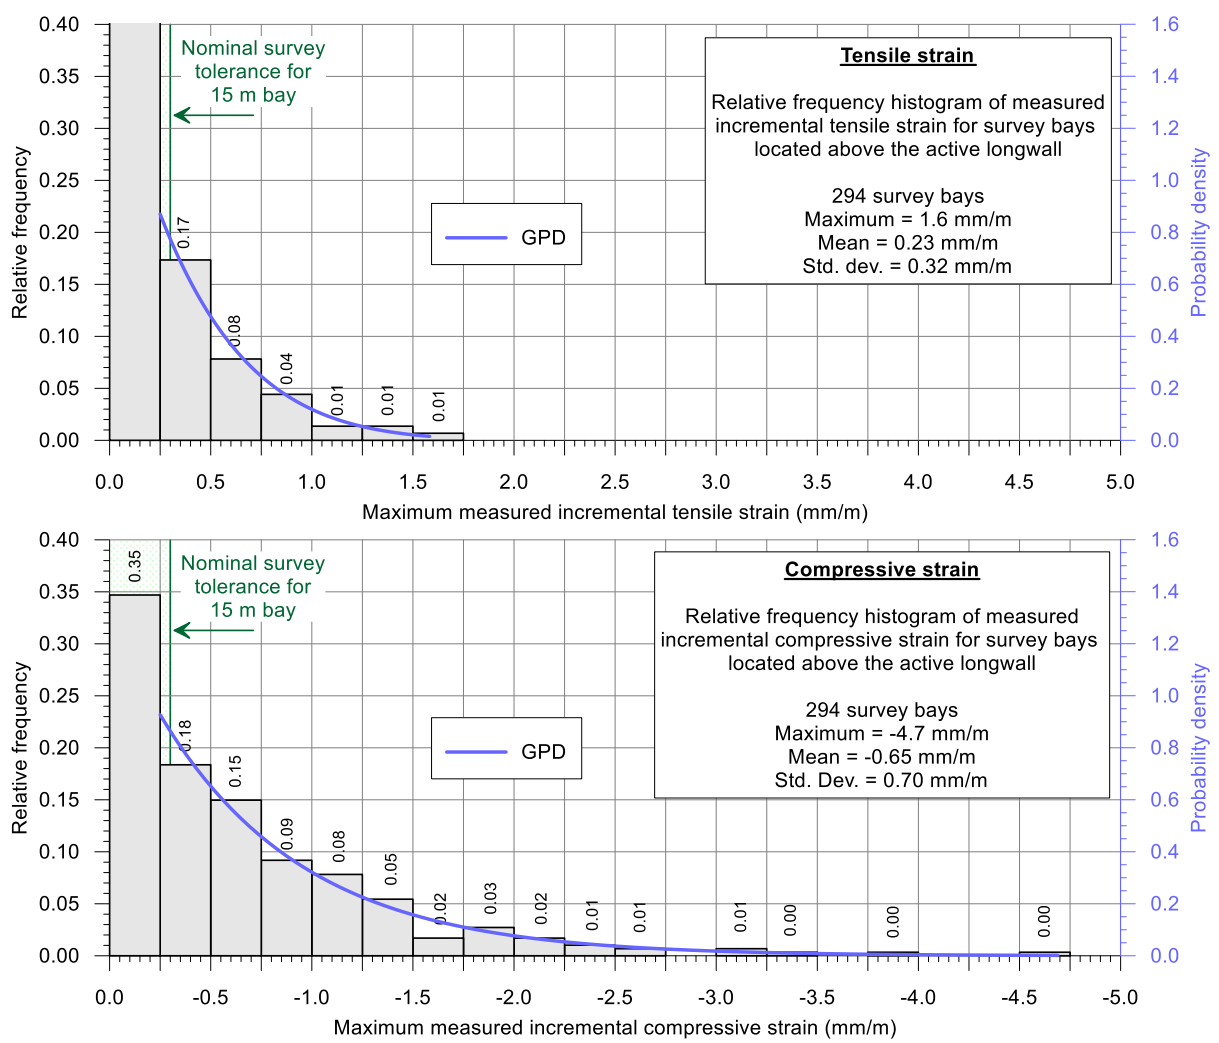 0.40
0.35
0.30
0.25
0.20
0.15
0.10
0.05
0.00
Relative frequency
1.6
1.4
1.2
1.0
0.8
0.6
0.4
0.2
0.0
Probability density
Nominal survey
tolerance for
15 m bay
Tensile strain
Relative frequency histogram of measured
incremental tensile strain for survey bays
located above the active longwall
294 survey bays
Maximum = 1.6 mm/m
Mean = 0.23 mm/m
Std. dev. = 0.32 mm/m
GPD
0.17
0.08
0.04
0.01
0.01
0.01
0.0 0.5 1.0 1.5 2.0 2.5 3.0 3.5 4.0 4.5 5.0
Maximum measured incremental tensile strain (mm/m)
0.40
0.35
0.30
0.25
0.20
0.15
0.10
0.05
0.00
Relative frequency
1.6
1.4
1.2
1.0
0.8
0.6
0.4
0.2
0.0
Probability density
Nominal survey
tolerance for
15 m bay
Compressive strain
Relative frequency histogram of measured
incremental compressive strain for survey bays
located above the active longwall
294 survey bays
Maximum = -4.7 mm/m
Mean = -0.65 mm/m
Std. Dev. = 0.70 mm/m
GPD
0.35
0.18
0.15
0.09
0.08
0.05
0.02
0.03
0.02
0.01
0.01
0.01
0.00
0.00
0.00
0.0 -0.5 -1.0 -1.5 -2.0 -2.5 -3.0 -3.5 -4.0 -4.5 -5.0
Maximum measured incremental compressive strain (mm/m)